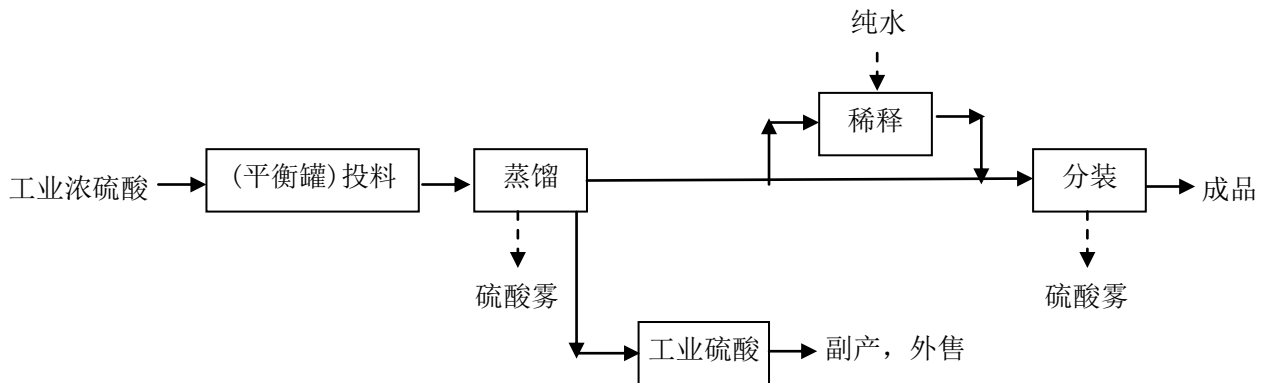 纯水
稀释
工业浓硫酸
(平衡罐)投料
蒸馏
分装
成品
硫酸雾
硫酸雾
工业硫酸
副产，外售